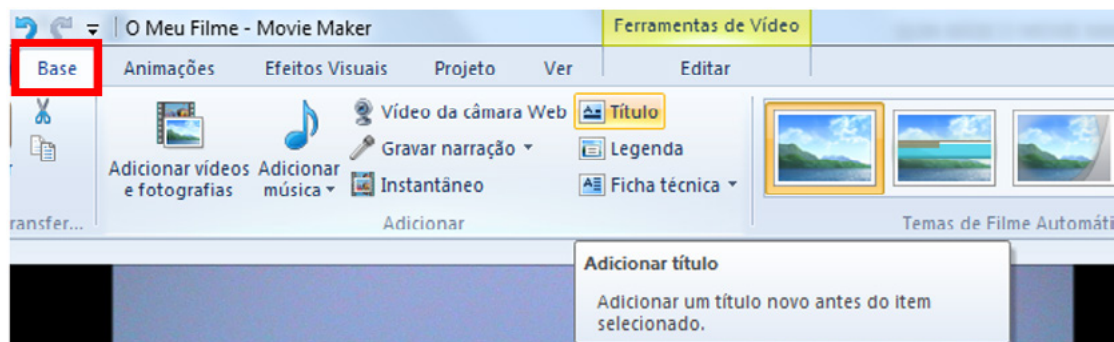 O Meu Filme - Movie Maker
Ferramentas de Vídeo
Base Animações Efeitos Visuais Projeto Ver Editar
Adicionar vídeos
e fotografias
Adicionar
música
Vídeo da câmara Web
Gravar narração
Instantâneo
Título
Legenda
Ficha técnica
ransfer...
Adicionar
Temas de Filme Automáti
Adicionar título
Adicionar um título novo antes do item
selecionado.